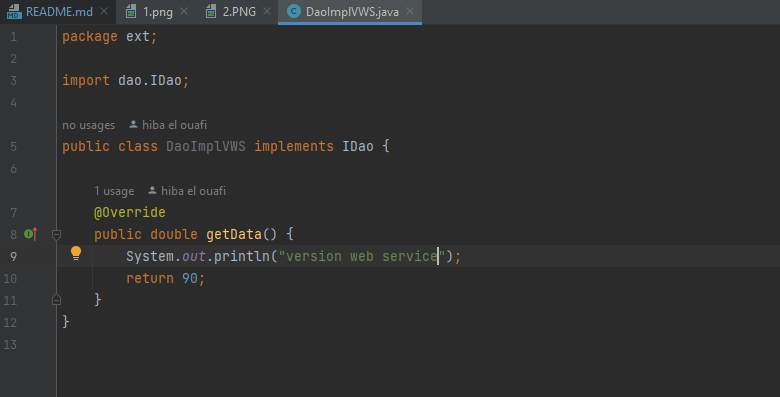 README.md 1.png 2.PNG DaoImplVWS.java
1 package ext;
2
3 import dao.IDao;
4
no usages hiba el ouafi
5 public class DaoImplVWS implements IDao {
6
1 usage hiba el ouafi
7 @Override
8 public double getData() {
9 System.out.println("version web service");
10 return 90;
11 }
12 }
13